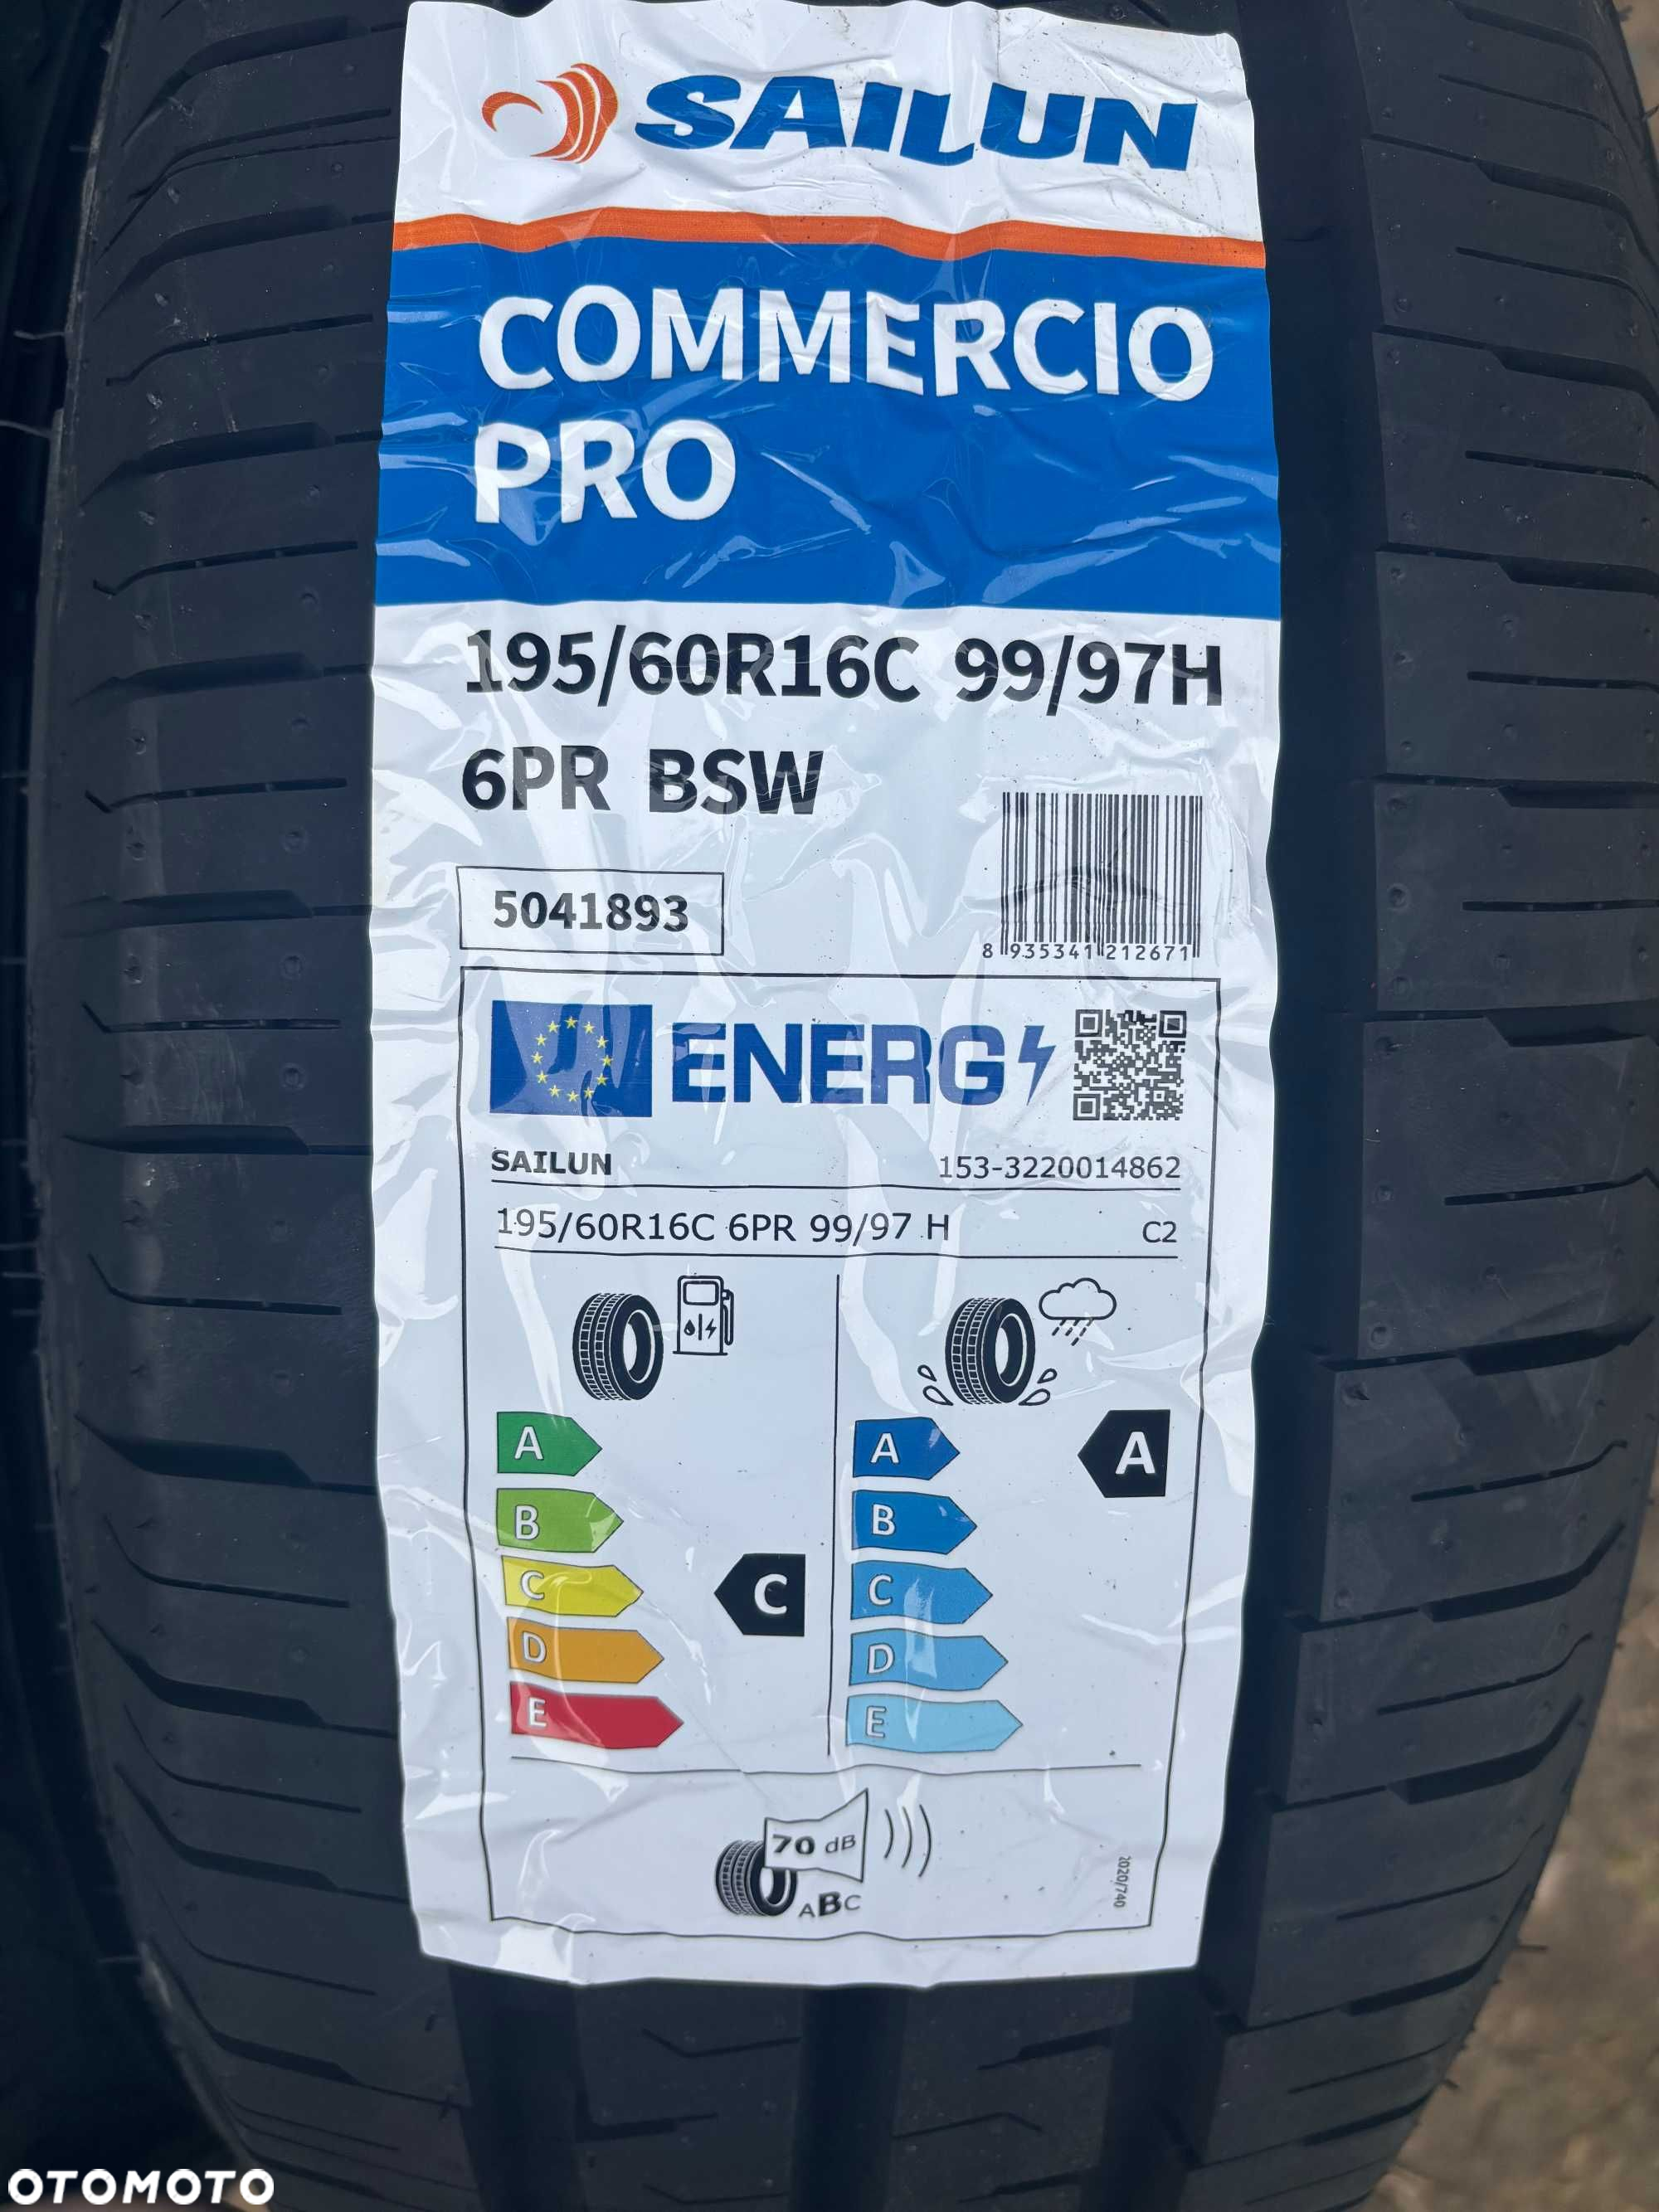 SAILUN
COMMERCIO
PRO
195/60R16C 99/97H
6PR BSW
5041893
8 935341 212671
ENERG
SAILUN 153-3220014862
195/60R16C 6PR 99/97 H C2
A A A
B B
C C C
D D
E E
70 dB
ABC
2020/740
OTOMOTO